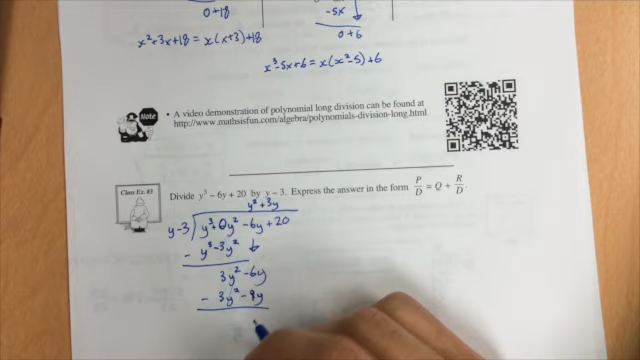 0+18
-5x
0+6
x²+3x+18 = x(x+3)+18
x³-5x+6 = x(x²-5)+6
Note
• A video demonstration of polynomial long division can be found at
http://www.mathsisfun.com/algebra/polynomials-division-long.html
Class Ex. #3
Divide y³ – 6y + 20 by y – 3. Express the answer in the form P/D = Q + R/D.
y²+3y
y-3 ) y³+0y²-6y+20
- y³-3y²
3y²-6y
- 3y²-9y